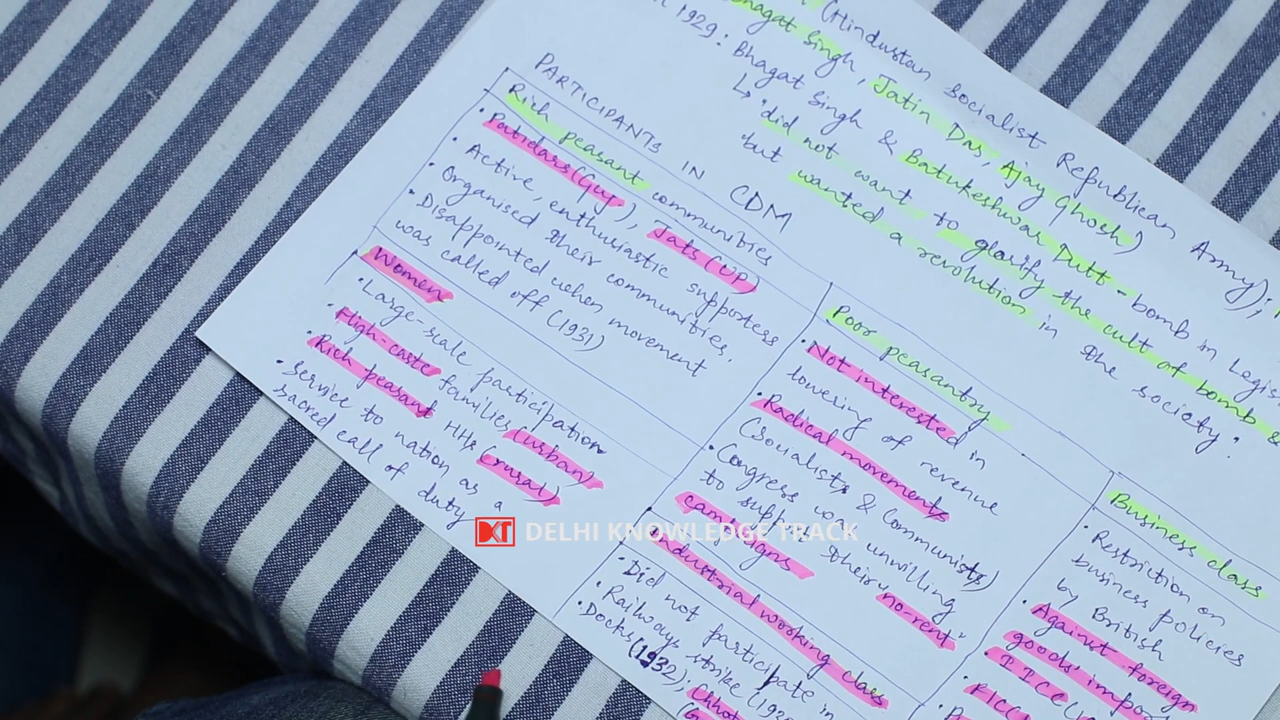 (Hindustan Socialist Republican Army);
Bhagat Singh, Jatin Das, Ajay Ghosh)
1929: Bhagat Singh & Batukeshwar Dutt - bomb in Legis
↳ "did not want to glorify the cult of bomb &
but wanted a revolution in the society".
PARTICIPANTS IN CDM
Rich peasant communities
• Patidars (Guj), Jats (UP)
• Active, enthusiastic supporters
• Organised their communities.
• Disappointed when movement
was called off (1931)
Women
• Large-scale participation
• High-caste families (urban)
• Rich peasant HHs (rural)
• Service to nation as a
sacred call of duty
Poor peasantry
• Not interested in
lowering of revenue
• Radical movements
(Socialists & Communists)
• Congress was unwilling
to support their "no rent"
campaigns
Industrial working class
• Did not participate in
• Railways strike (1930
• Docks (1932);
Business class
• Restriction on
business policies
by British
• Against foreign
goods' import
DKT DELHI KNOWLEDGE TRACK